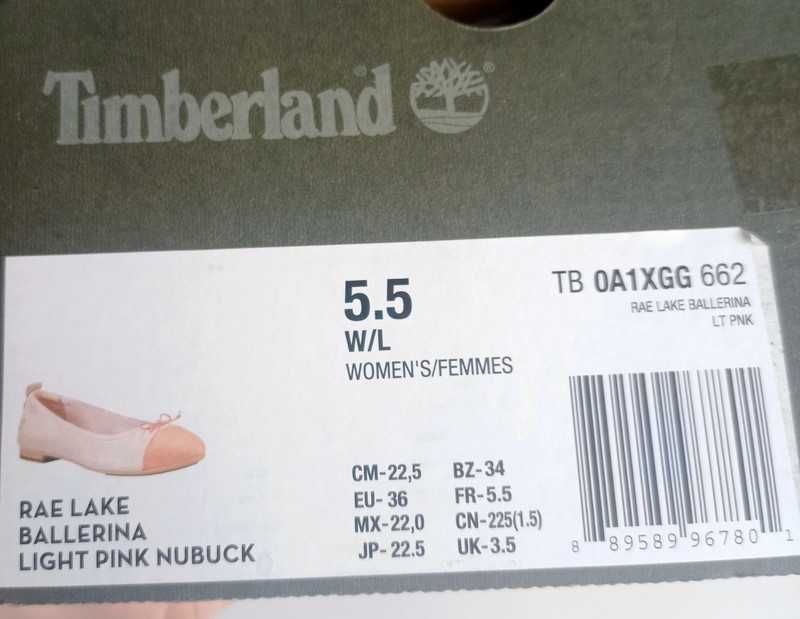 Timberland®
5.5
W/L
WOMEN'S/FEMMES
TB 0A1XGG 662
RAE LAKE BALLERINA
LT PNK
RAE LAKE
BALLERINA
LIGHT PINK NUBUCK
CM-22,5 BZ-34
EU- 36 FR-5.5
MX-22,0 CN-225(1.5)
JP- 22.5 UK-3.5
8 89589 96780 1